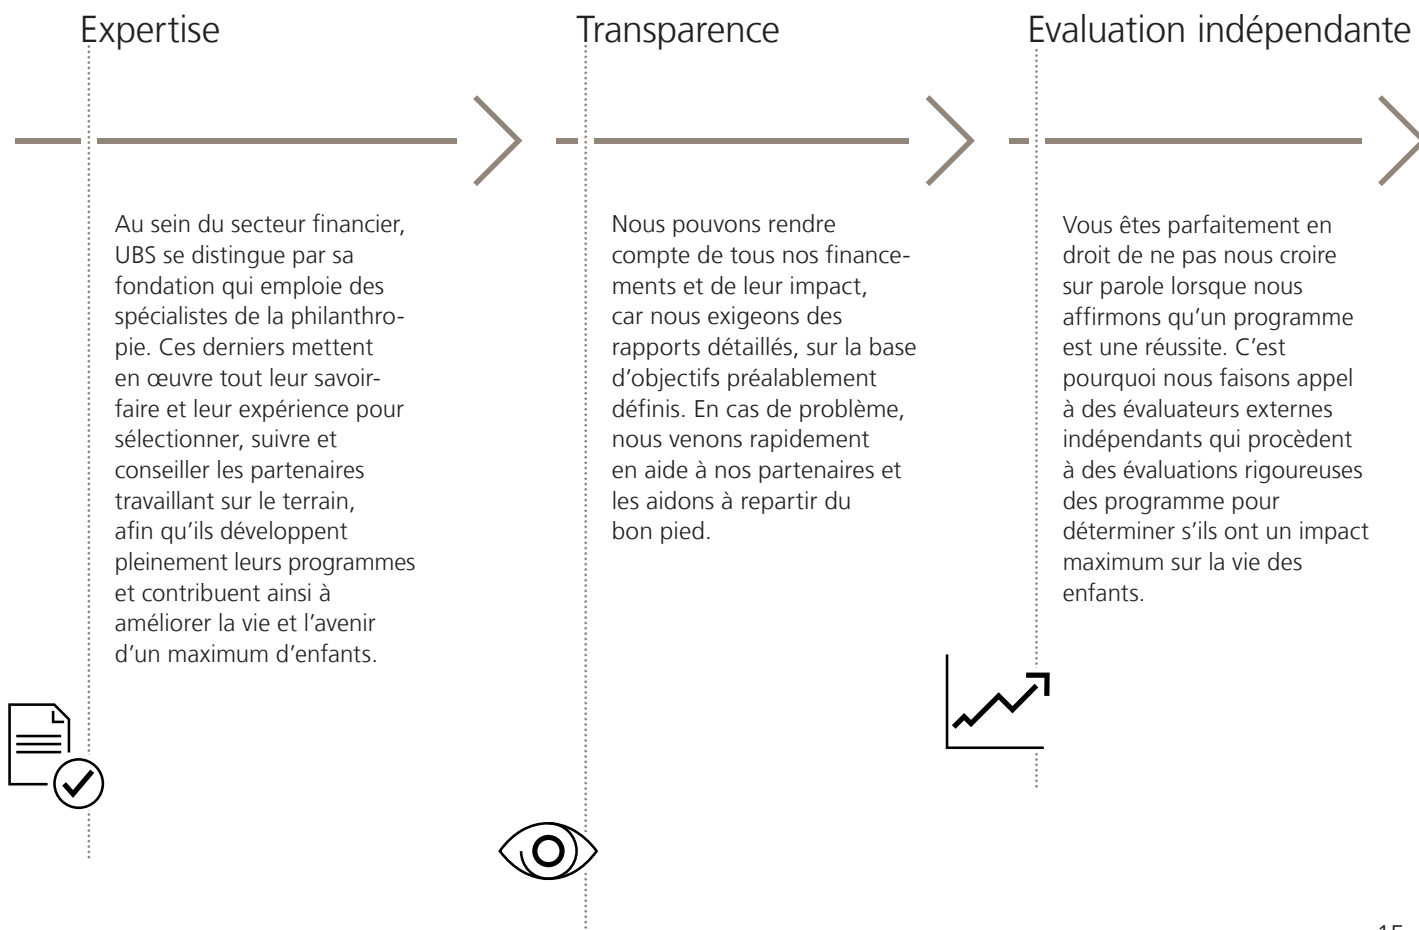 Expertise
Au sein du secteur financier,
UBS se distingue par sa
fondation qui emploie des
spécialistes de la philanthro-
pie. Ces derniers mettent
en œuvre tout leur savoir-
faire et leur expérience pour
sélectionner, suivre et
conseiller les partenaires
travaillant sur le terrain,
afin qu’ils développent
pleinement leurs programmes
et contribuent ainsi à
améliorer la vie et l’avenir
d’un maximum d’enfants.
Transparence
Nous pouvons rendre
compte de tous nos finance-
ments et de leur impact,
car nous exigeons des
rapports détaillés, sur la base
d’objectifs préalablement
définis. En cas de problème,
nous venons rapidement
en aide à nos partenaires et
les aidons à repartir du
bon pied.
Evaluation indépendante
Vous êtes parfaitement en
droit de ne pas nous croire
sur parole lorsque nous
affirmons qu’un programme
est une réussite. C’est
pourquoi nous faisons appel
à des évaluateurs externes
indépendants qui procèdent
à des évaluations rigoureuses
des programme pour
déterminer s’ils ont un impact
maximum sur la vie des
enfants.